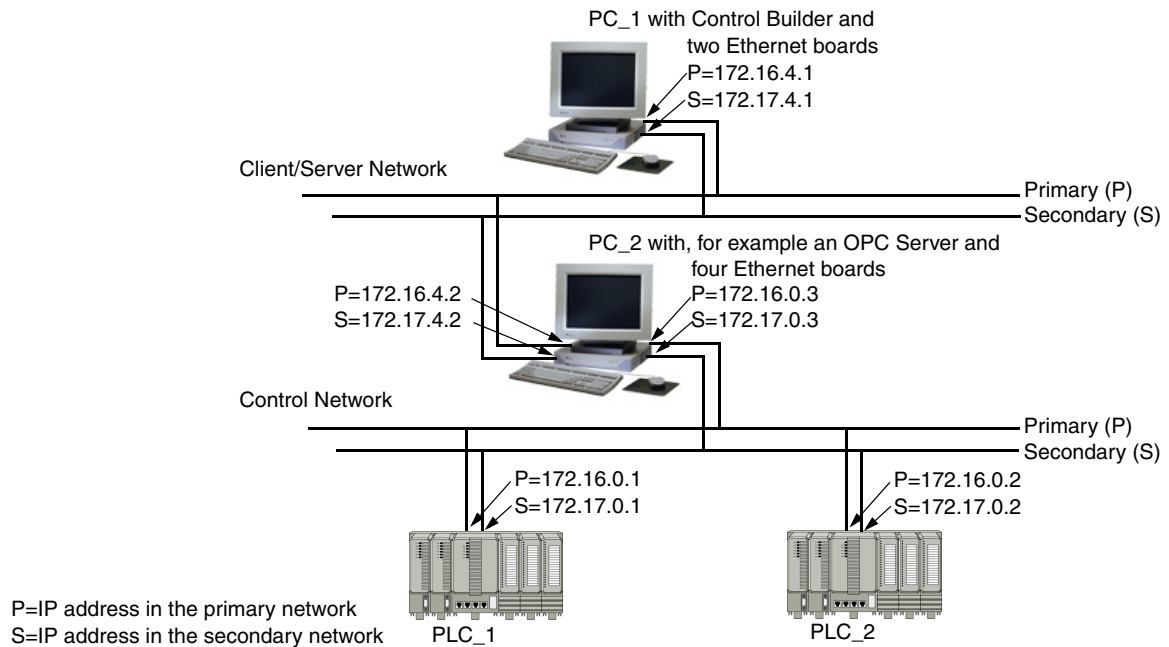 PC_1 with Control Builder and
two Ethernet boards
P=172.16.4.1
S=172.17.4.1
Client/Server Network
Primary (P)
Secondary (S)
PC_2 with, for example an OPC Server and
four Ethernet boards
P=172.16.4.2
S=172.17.4.2
P=172.16.0.3
S=172.17.0.3
Control Network
Primary (P)
Secondary (S)
P=172.16.0.1
S=172.17.0.1
P=172.16.0.2
S=172.17.0.2
P=IP address in the primary network
S=IP address in the secondary network
PLC_1
PLC_2